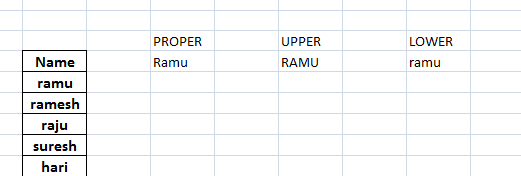 PROPER UPPER LOWER
Name Ramu RAMU ramu
ramu
ramesh
raju
suresh
hari